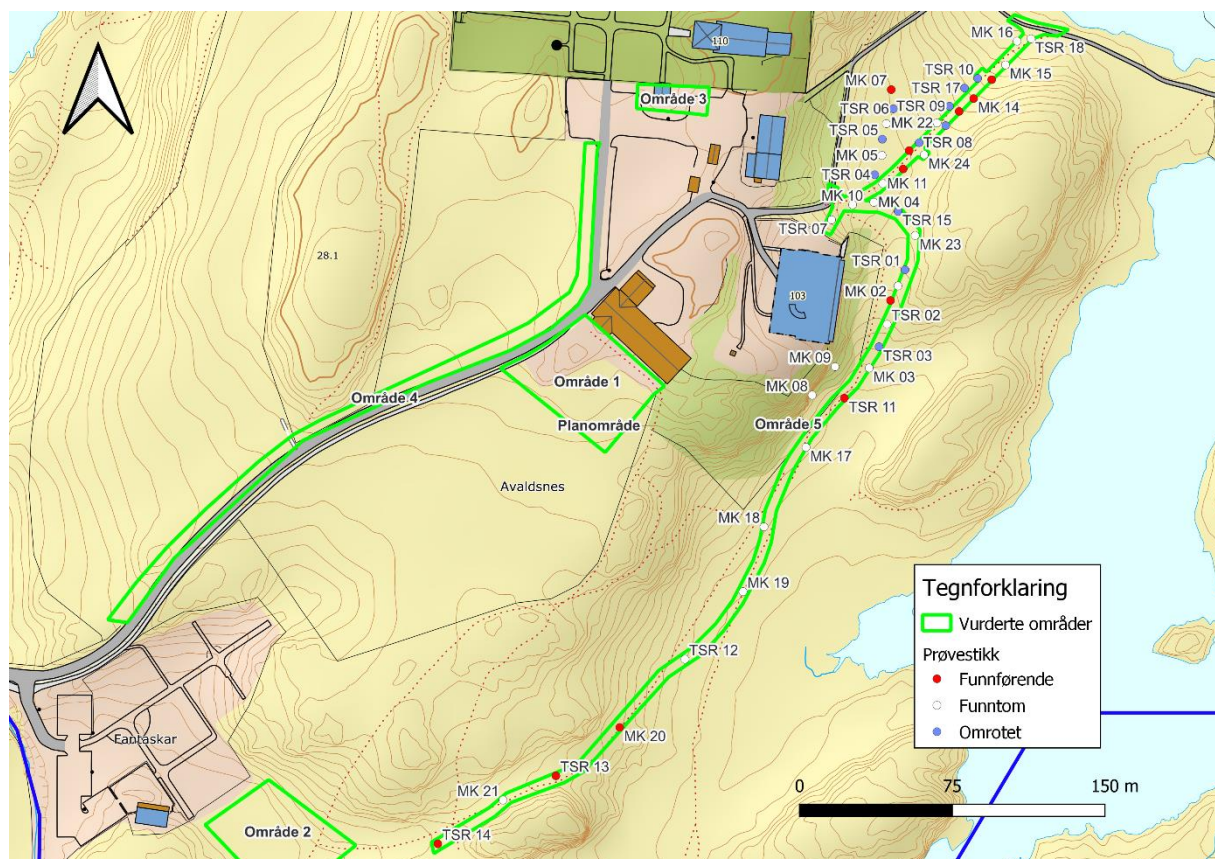 110
MK 16
TSR 18
TSR 10
MK 15
MK 07
TSR 17
Område 3
TSR 06
TSR 09
MK 14
MK 22
TSR 05
TSR 08
MK 05
MK 24
TSR 04
MK 11
MK 10
MK 04
TSR 07
TSR 15
MK 23
28.1
TSR 01
MK 02
103
TSR 02
TSR 03
MK 09
MK 03
Område 1
MK 08
Område 4
TSR 11
Planområde
Område 5
MK 17
Avaldsnes
MK 18
MK 19
TSR 12
Fantaskar
MK 20
TSR 13
MK 21
Område 2
TSR 14
Tegnforklaring
Vurderte områder
Prøvestikk
Funnførende
Funntom
Omrotet
0 75 150 m